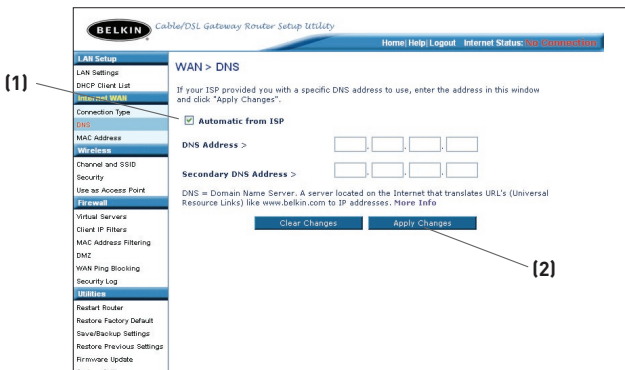 BELKIN
Cable/DSL Gateway Router Setup Utility
Home| Help| Logout Internet Status: No Connection
LAN Setup
LAN Settings
DHCP Client List
Internet WAN
Connection Type
DNS
MAC Address
Wireless
Channel and SSID
Security
Use as Access Point
Firewall
Virtual Servers
Client IP Filters
MAC Address Filtering
DMZ
WAN Ping Blocking
Security Log
Utilities
Restart Router
Restore Factory Default
Save/Backup Settings
Restore Previous Settings
Firmware Update
WAN > DNS
If your ISP provided you with a specific DNS address to use, enter the address in this window
and click "Apply Changes".
(1)
Automatic from ISP
DNS Address >
. . .
Secondary DNS Address >
. . .
DNS = Domain Name Server. A server located on the Internet that translates URL's (Universal
Resource Links) like www.belkin.com to IP addresses. More Info
Clear Changes Apply Changes
(2)